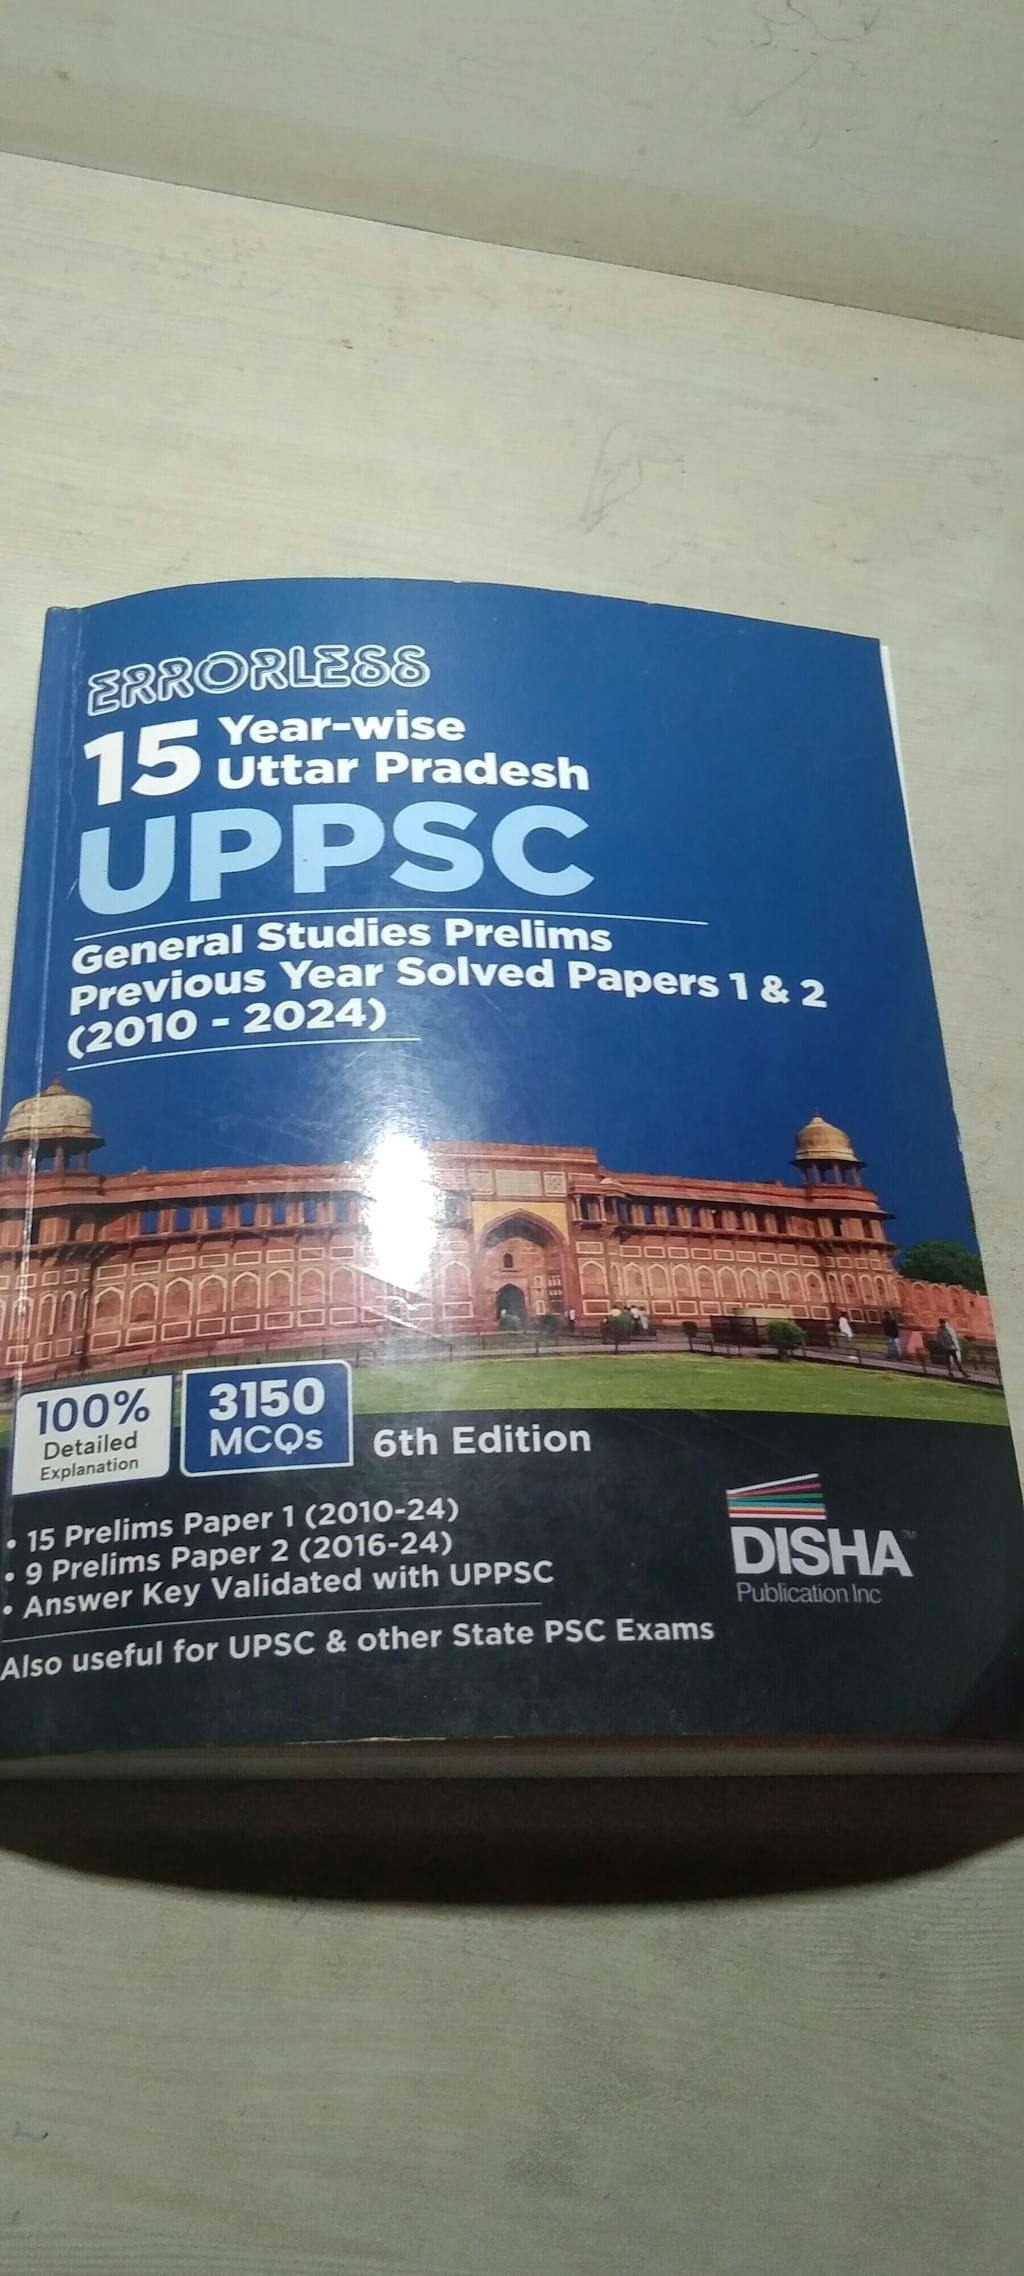 ERRORLESS
15 Year-wise
Uttar Pradesh
UPPSC
General Studies Prelims
Previous Year Solved Papers 1 & 2
(2010 - 2024)
100%
Detailed
Explanation
3150
MCQs
6th Edition
• 15 Prelims Paper 1 (2010-24)
• 9 Prelims Paper 2 (2016-24)
• Answer Key Validated with UPPSC
Also useful for UPSC & other State PSC Exams
DISHA™
Publication Inc